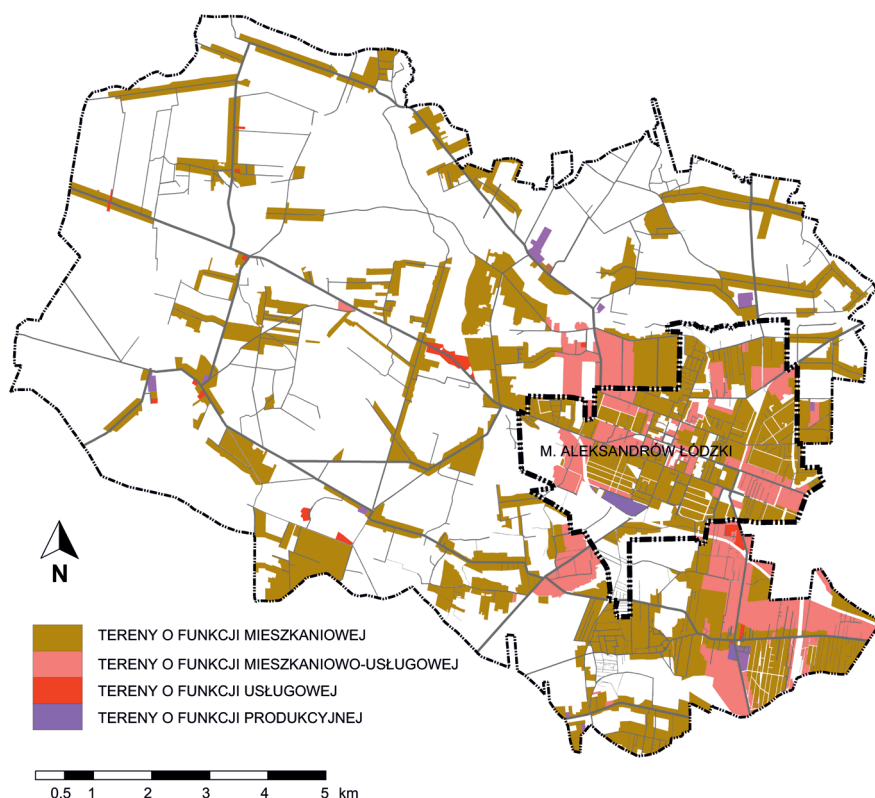 M. ALEKSANDRÓW ŁODZKI
N
TERENY O FUNKCJI MIESZKANIOWEJ
TERENY O FUNKCJI MIESZKANIOWO-USŁUGOWEJ
TERENY O FUNKCJI USŁUGOWEJ
TERENY O FUNKCJI PRODUKCYJNEJ
0.5 1 2 3 4 5 km